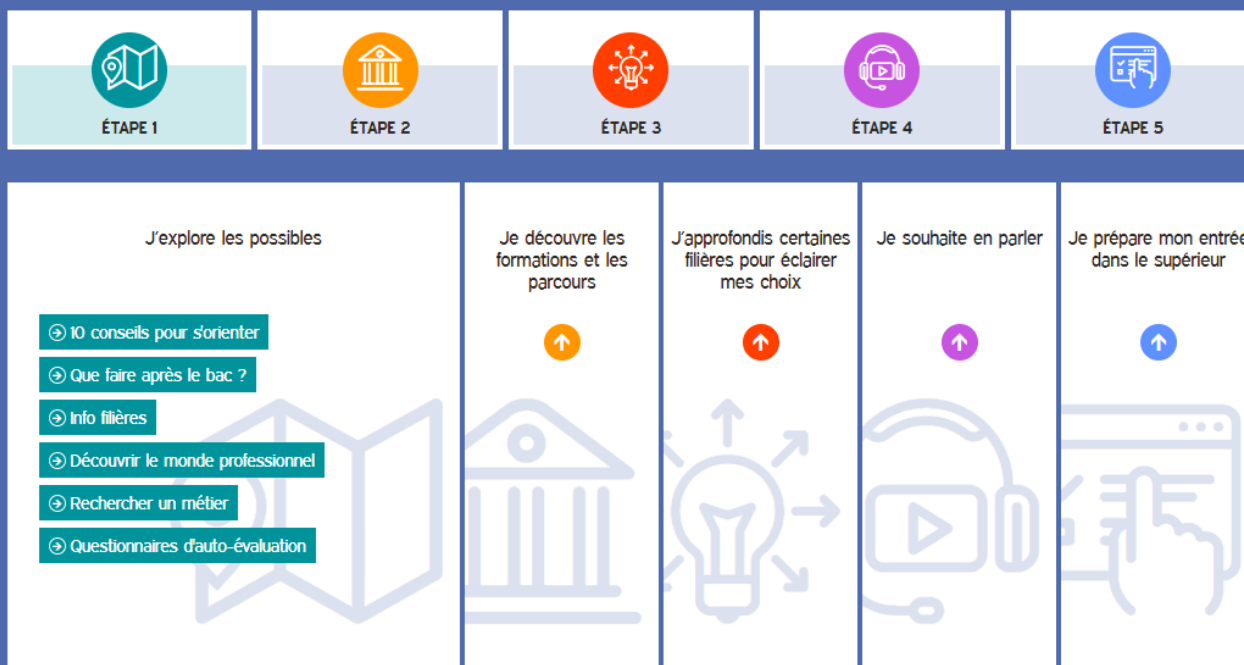 ÉTAPE 1
ÉTAPE 2
ÉTAPE 3
ÉTAPE 4
ÉTAPE 5
J'explore les possibles
10 conseils pour s'orienter
Que faire après le bac ?
Info filières
Découvrir le monde professionnel
Rechercher un métier
Questionnaires d'auto-évaluation
Je découvre les
formations et les
parcours
J'approfondis certaines
filières pour éclairer
mes choix
Je souhaite en parler
Je prépare mon entrée
dans le supérieur